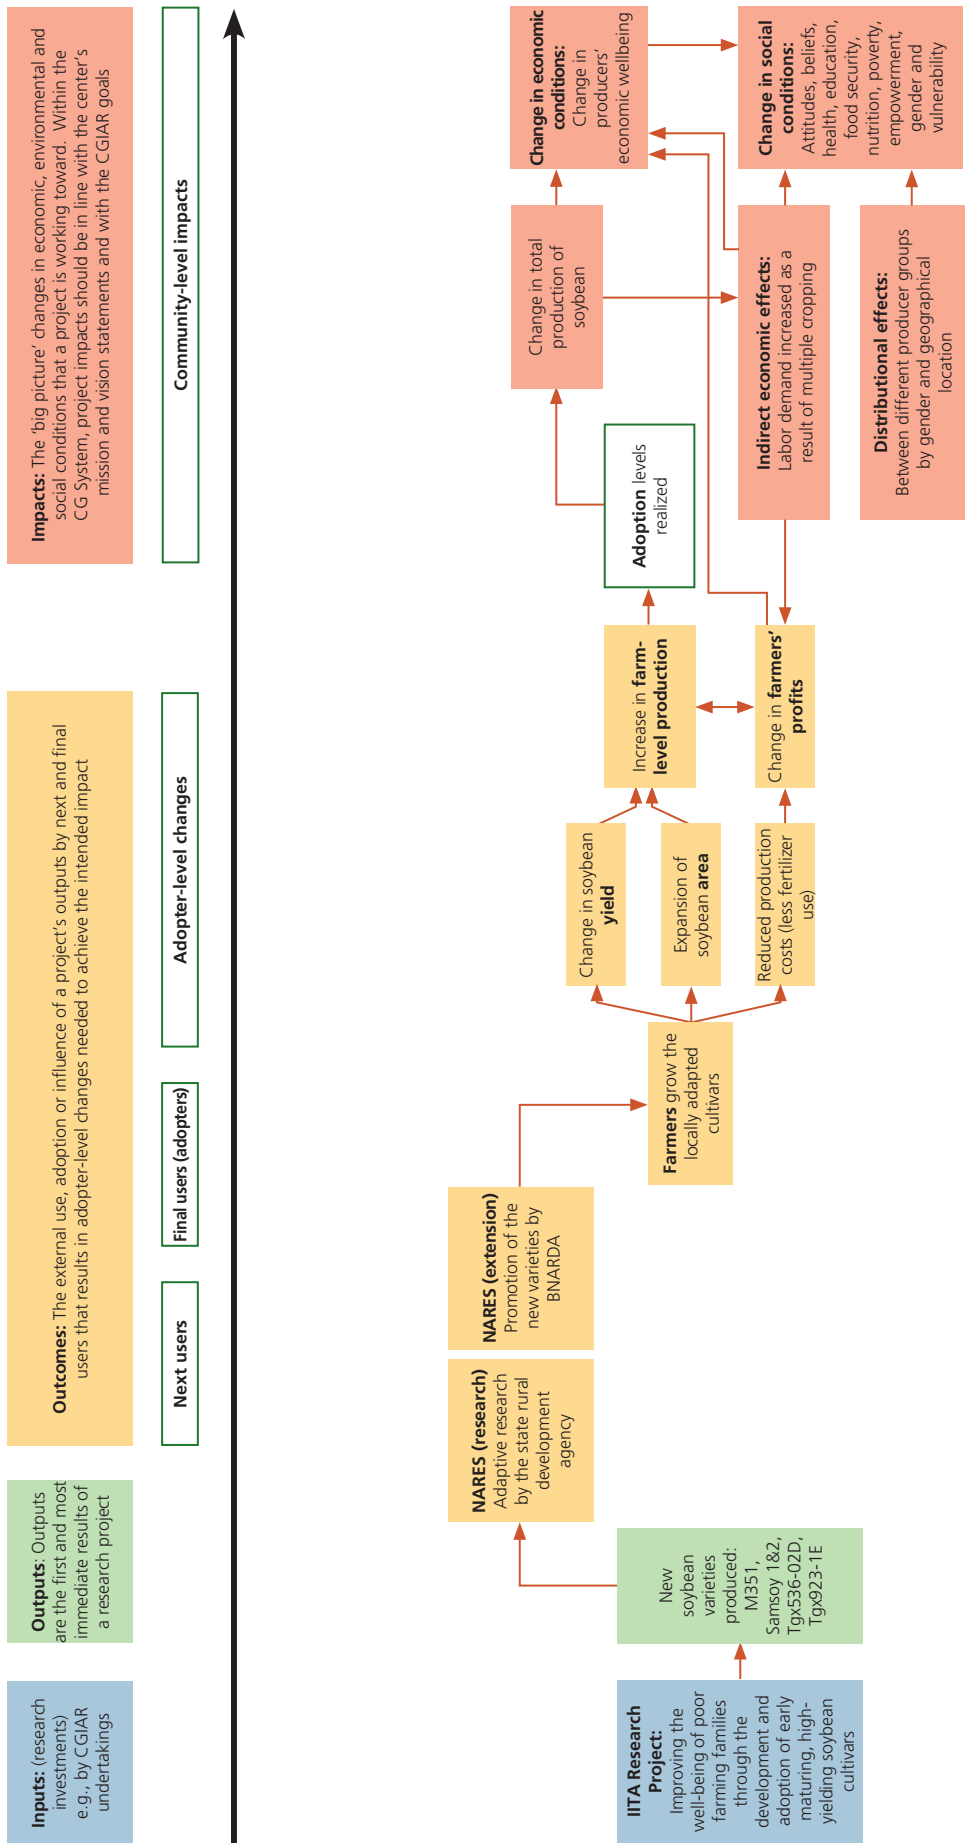 Inputs: (research
investments)
e.g., by CGIAR
undertakings
Outputs: Outputs
are the first and most
immediate results of
a research project
Outcomes: The external use, adoption or influence of a project's outputs by next and final
users that results in adopter-level changes needed to achieve the intended impact
Impacts: The 'big picture' changes in economic, environmental and
social conditions that a project is working toward. Within the
CG System, project impacts should be in line with the center's
mission and vision statements and with the CGIAR goals
Next users
Final users (adopters)
Adopter-level changes
Community-level impacts
IITA Research
Project:
Improving the
well-being of poor
farming families
through the
development and
adoption of early
maturing, high-
yielding soybean
cultivars
New
soybean
varieties
produced:
M351,
Samsoy 1&2,
Tgx536-02D,
Tgx923-1E
NARES (research)
Adaptive research
by the state rural
development
agency
NARES (extension)
Promotion of the
new varieties by
BNARDA
Farmers grow the
locally adapted
cultivars
Change in soybean
yield
Expansion of
soybean area
Reduced production
costs (less fertilizer
use)
Increase in farm-
level production
Change in farmers'
profits
Adoption levels
realized
Change in total
production of
soybean
Indirect economic effects:
Labor demand increased as a
result of multiple cropping
Distributional effects:
Between different producer groups
by gender and geographical
location
Change in economic
conditions:
Change in
producers'
economic wellbeing
Change in social
conditions:
Attitudes, beliefs,
health, education,
food security,
nutrition, poverty,
empowerment,
gender and
vulnerability